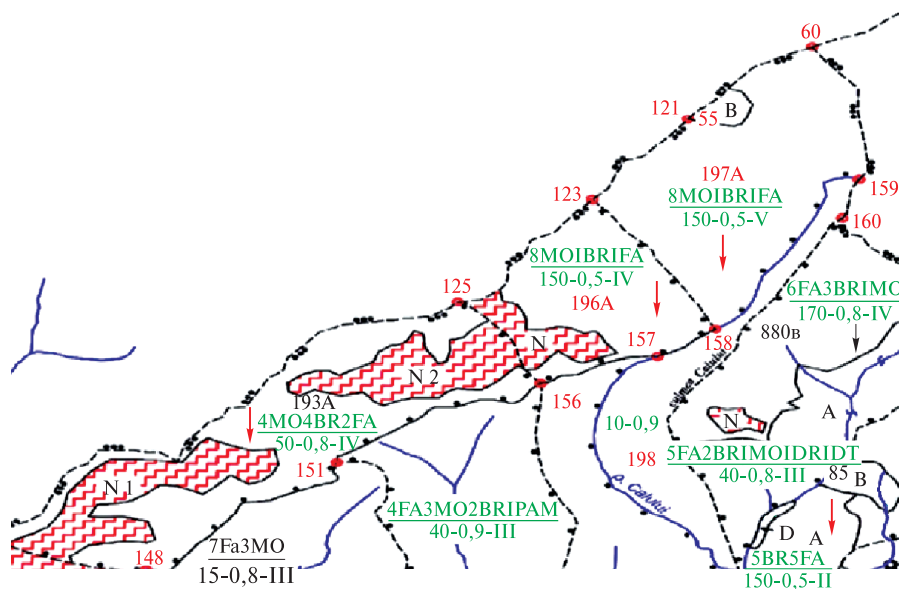 60
121
55
B
197A
8MOIBRIFA
150-0,5-V
159
123
160
8MOIBRIFA
150-0,5-IV
196A
6FA3BRIMO
170-0,8-IV
125
157
158
880B
N
N 2
156
193A
4MO4BR2FA
50-0,8-IV
10-0,9
N
A
151
198
5FA2BRIMOIDRIDT
40-0,8-III
N 1
85
B
4FA3MO2BRIPAM
40-0,9-III
D
A
148
7Fa3MO
15-0,8-III
5BR5FA
150-0,5-II